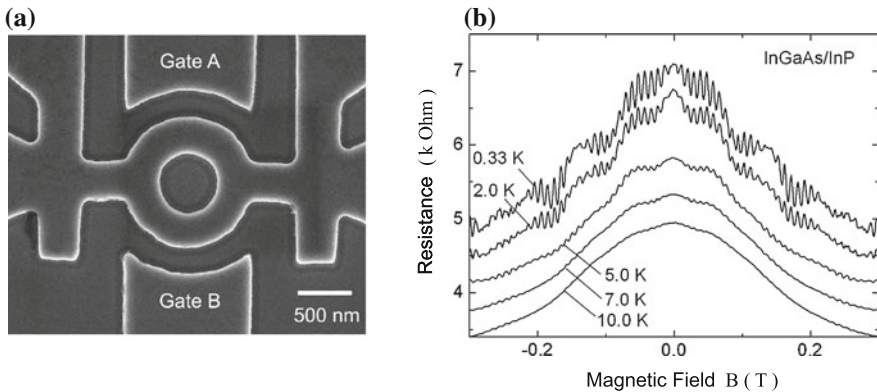 (a)
Gate A
Gate B
500 nm
(b)
InGaAs/InP
7
6
5
4
Resistance (k Ohm)
0.33 K
2.0 K
5.0 K
7.0 K
10.0 K
-0.2
0.0
0.2
Magnetic Field B (T)